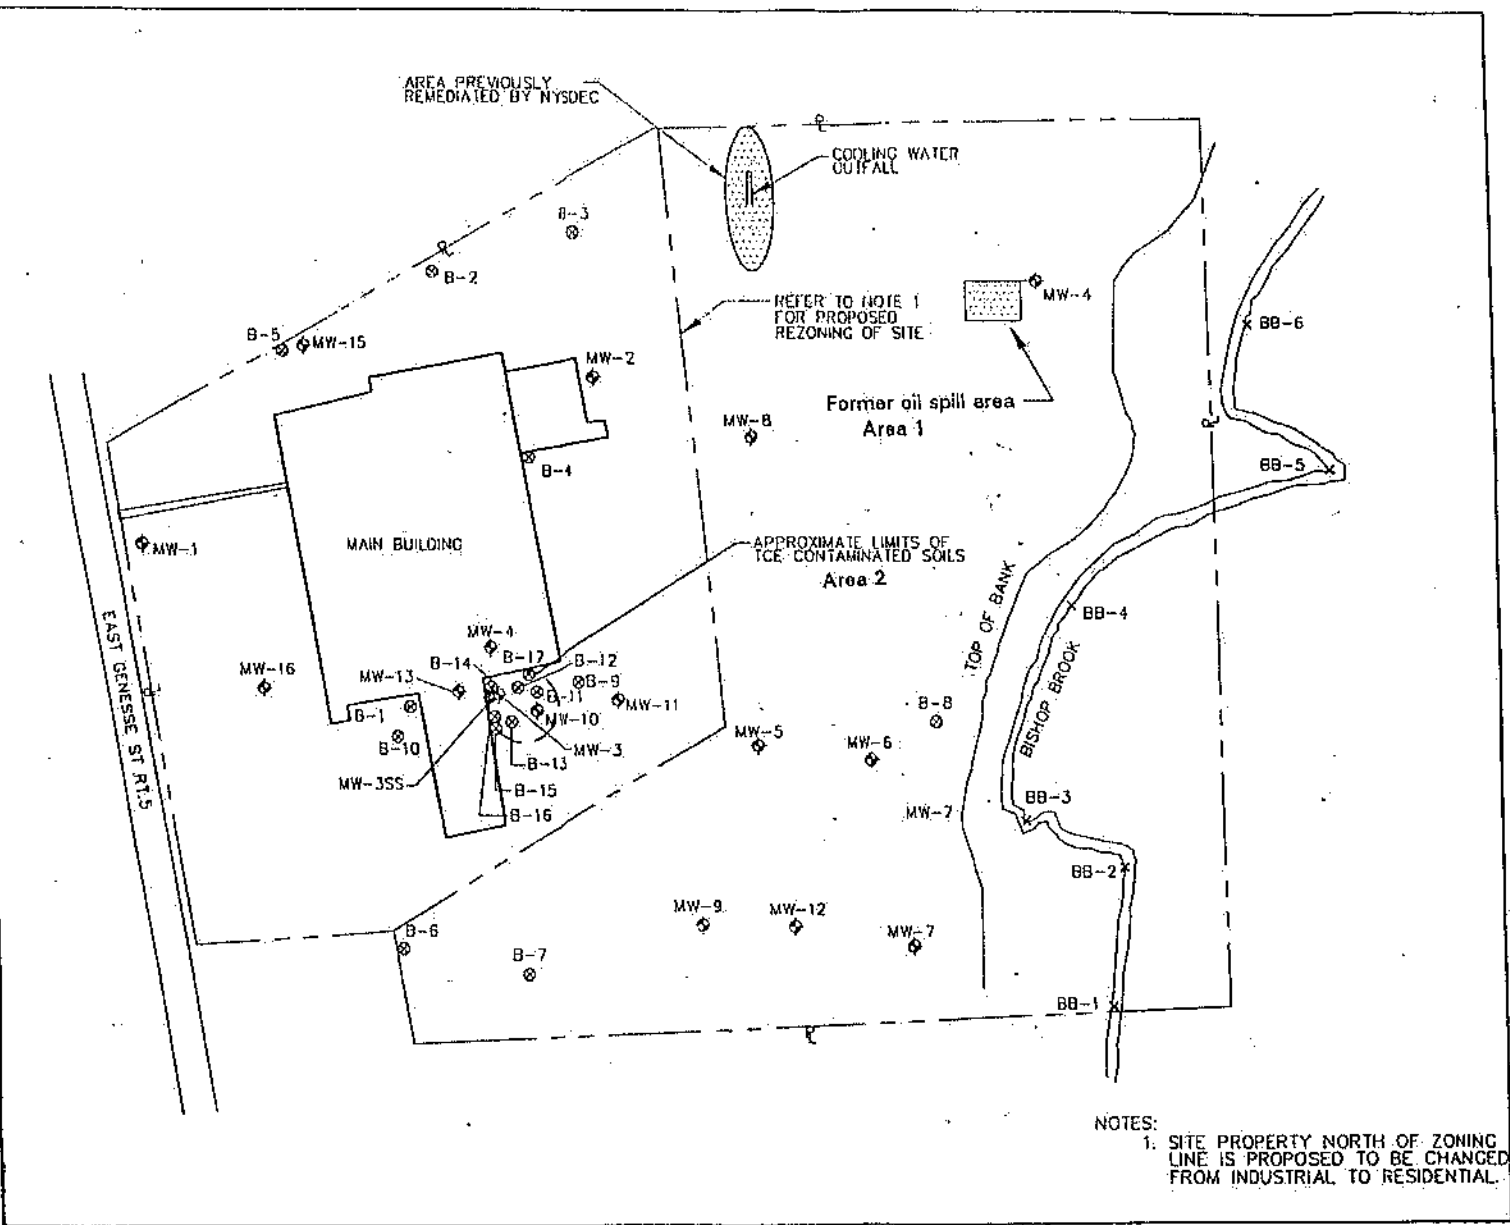 AREA PREVIOUSLY
REMEDIATED BY NYSDEC
PL
COOLING WATER
OUTFALL
B-3
PL
B-2
MW-4
REFER TO NOTE 1
FOR PROPOSED
REZONING OF SITE
BB-6
B-5
MW-15
MW-2
Former oil spill area
Area 1
MW-8
PL
B-4
BB-5
MAIN BUILDING
MW-1
APPROXIMATE LIMITS OF
TCE CONTAMINATED SOILS
Area 2
EAST GENESSE ST RT.5
TOP OF BANK
BISHOP BROOK
BB-4
MW-4
B-14
B-17
B-12
MW-16
MW-13
B-9
B-11
MW-11
PL
B-1
MW-10
B-8
B-10
MW-3
MW-5
MW-6
B-13
MW-3SS
B-15
BB-3
B-16
MW-7
BB-2
MW-9
MW-12
MW-7
B-6
B-7
BB-1
PL
NOTES:
1. SITE PROPERTY NORTH OF ZONING
LINE IS PROPOSED TO BE CHANGED
FROM INDUSTRIAL TO RESIDENTIAL.